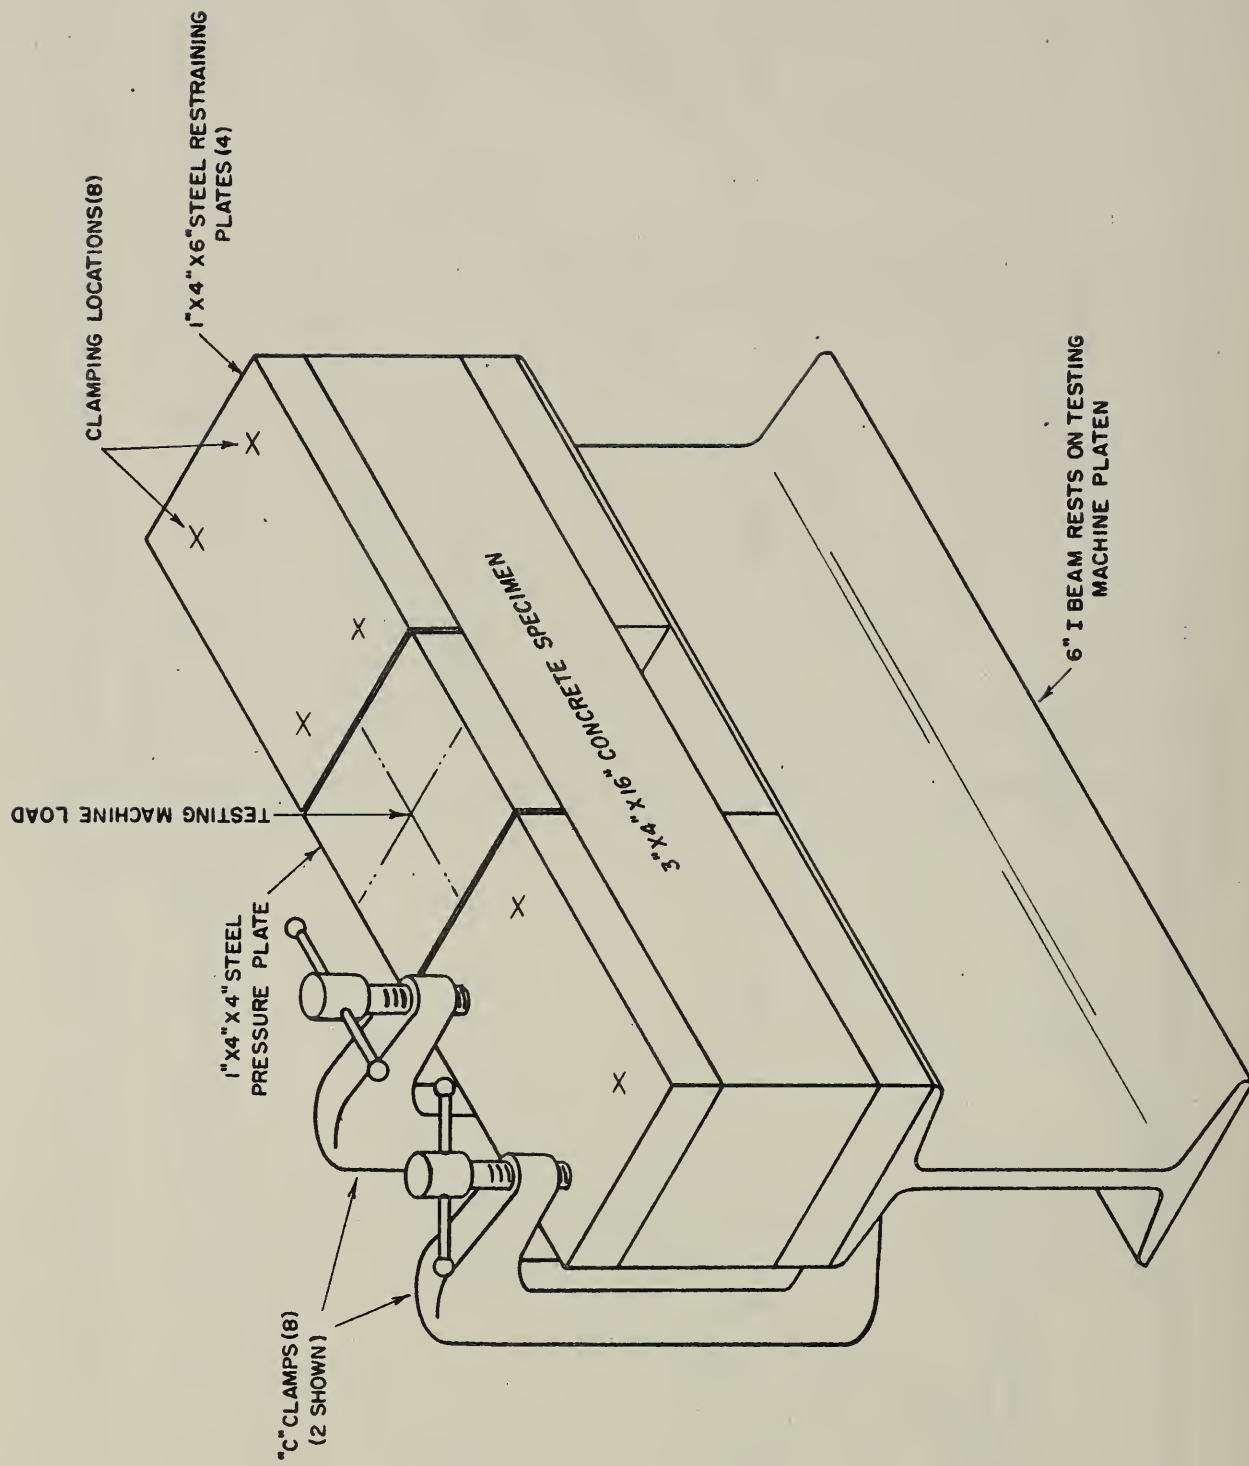 CLAMPING LOCATIONS(8)
1"X4"X6" STEEL RESTRAINING
PLATES (4)
TESTING MACHINE LOAD
1"X4"X4" STEEL
PRESSURE PLATE
"C" CLAMPS (8)
(2 SHOWN)
3"X4"X16" CONCRETE SPECIMEN
6" I BEAM RESTS ON TESTING
MACHINE PLATEN